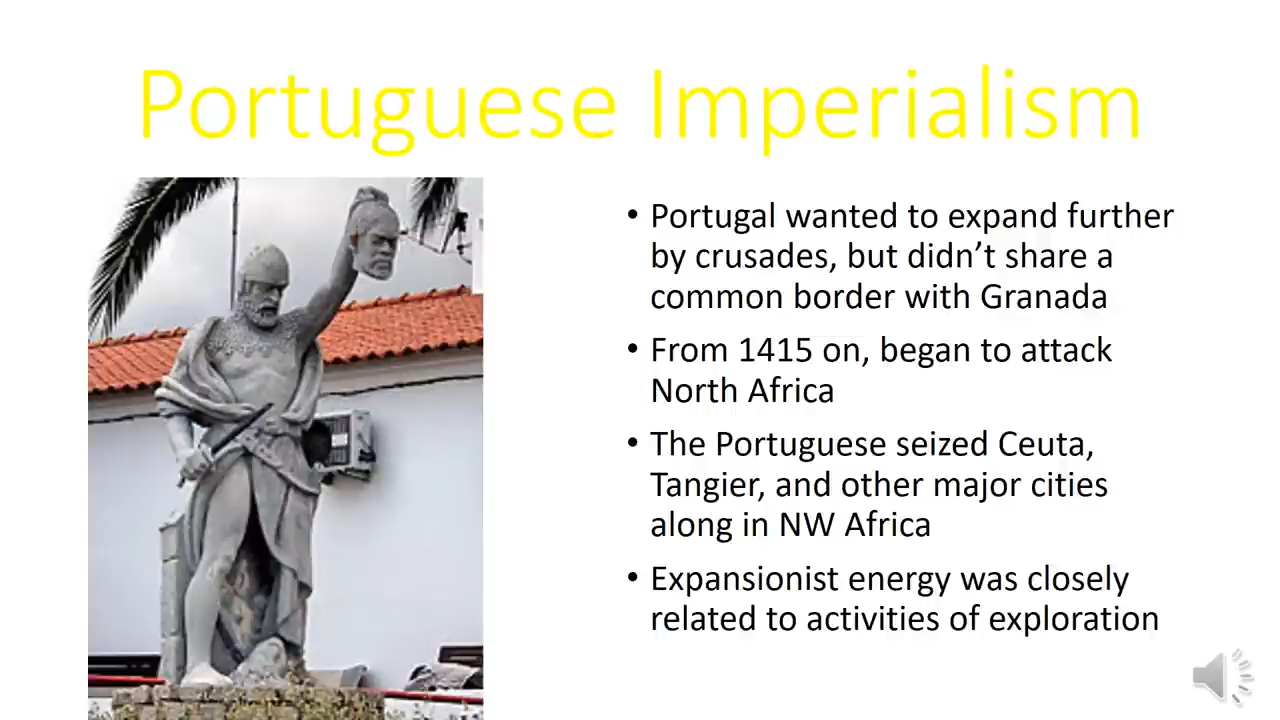 Portuguese Imperialism
• Portugal wanted to expand further
by crusades, but didn’t share a
common border with Granada
• From 1415 on, began to attack
North Africa
• The Portuguese seized Ceuta,
Tangier, and other major cities
along in NW Africa
• Expansionist energy was closely
related to activities of exploration